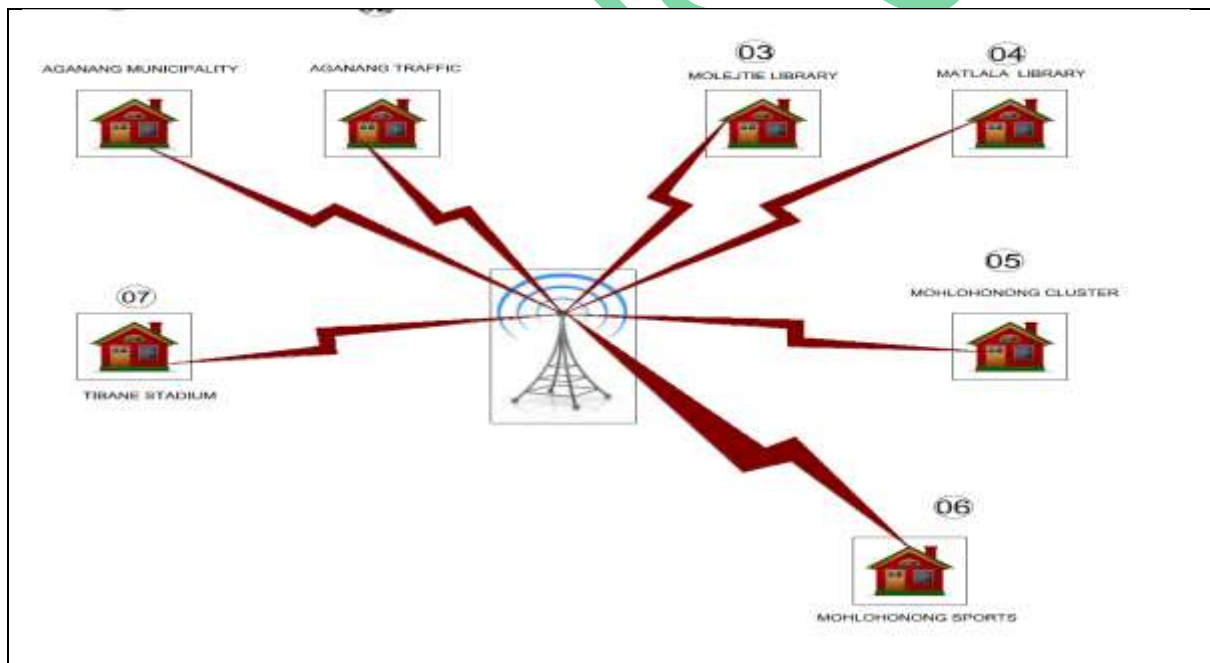 AGANANG MUNICIPALITY
AGANANG TRAFFIC
03
MOLEJTIE LIBRARY
04
MATLALA LIBRARY
05
MOHLOHONONG CLUSTER
07
TIBANE STADIUM
06
MOHLOHONONG SPORTS